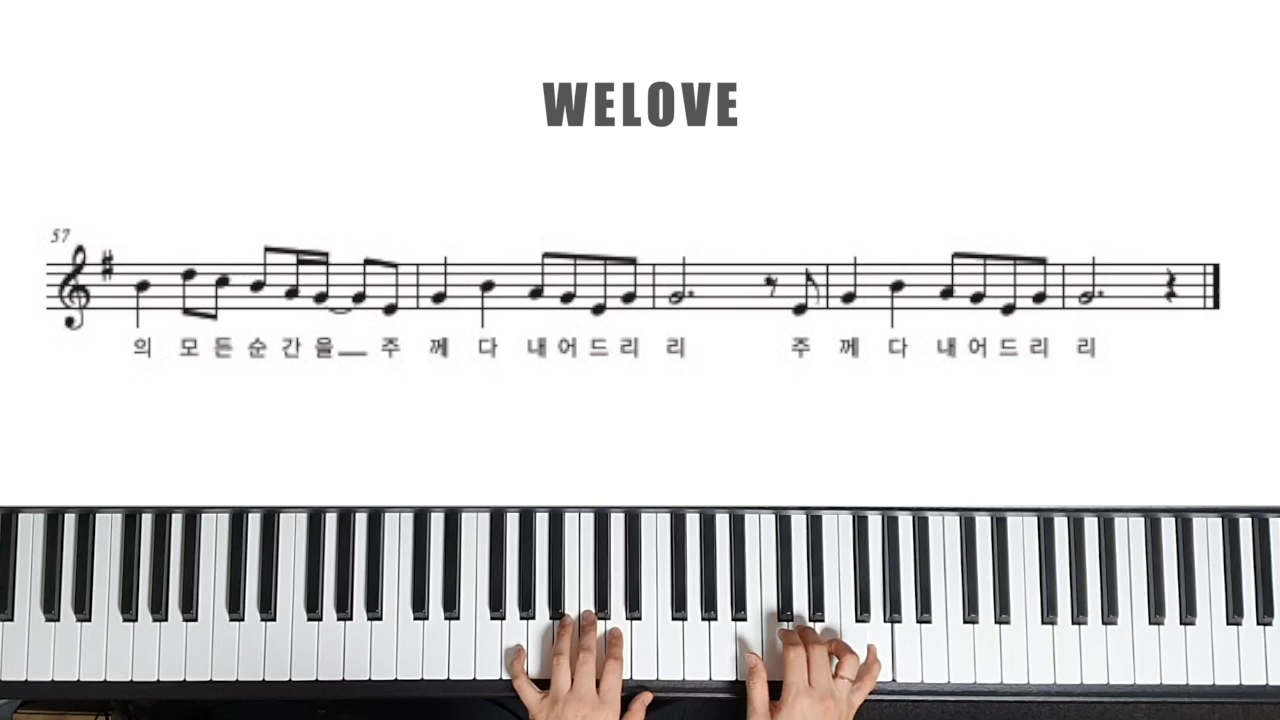 WELOVE
57
의 모 든 순 간 을 주 께 다 내 어 드 리 리 주 께 다 내 어 드 리 리